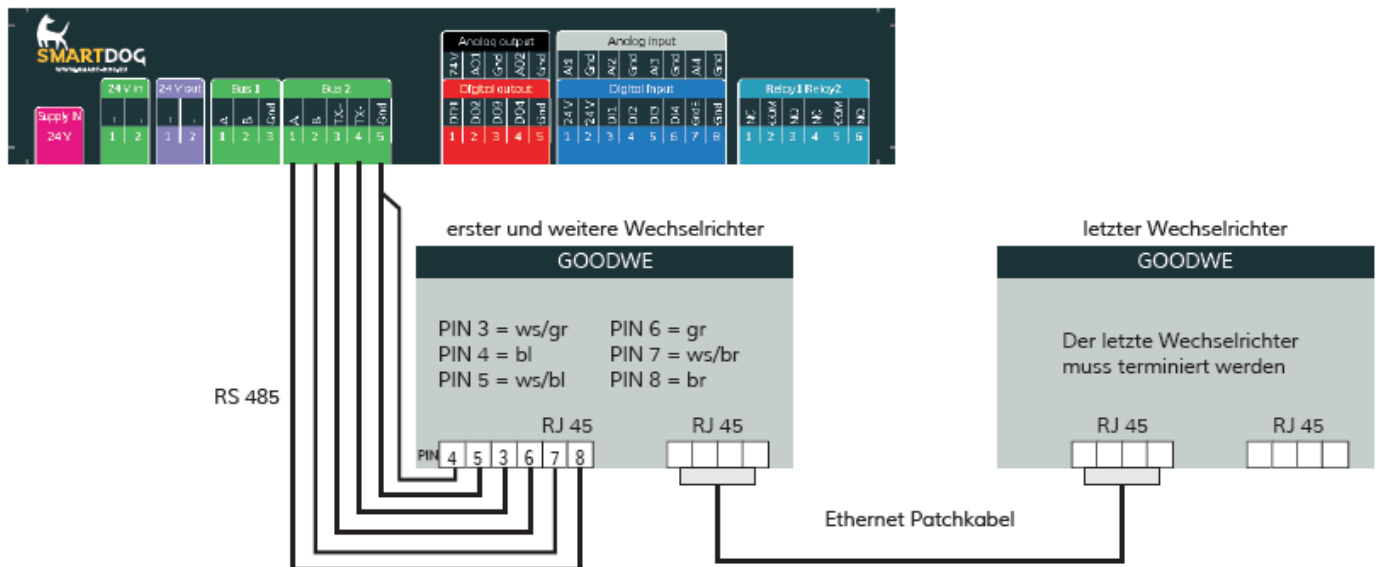 SMARTDOG
Analog output
Analog input
24V AO1 Gnd AO2 Gnd
AI1 Gnd AI2 Gnd AI3 Gnd AI4 Gnd
24 V in
24 V out
Bus 1
Bus 2
Digital output
Digital Input
Relay1 Relay2
Supply IN
24 V
A B Gnd
A B TX- TX+ Gnd
DO1 DO2 DO3 DO4 Gnd
24 V 24 V DI1 DI2 DI3 DI4 Gnd
COM NO NC COM NO
1 2
1 2
1 2 3
1 2 3 4 5
1 2 3 4 5
1 2 3 4 5 6 7 8
1 2 3 4 5 6
erster und weitere Wechselrichter
letzter Wechselrichter
GOODWE
GOODWE
PIN 3 = ws/gr
PIN 6 = gr
PIN 4 = bl
PIN 7 = ws/br
PIN 5 = ws/bl
PIN 8 = br
Der letzte Wechselrichter
muss terminiert werden
RS 485
RJ 45
RJ 45
RJ 45
RJ 45
PIN 4 5 3 6 7 8
Ethernet Patchkabel